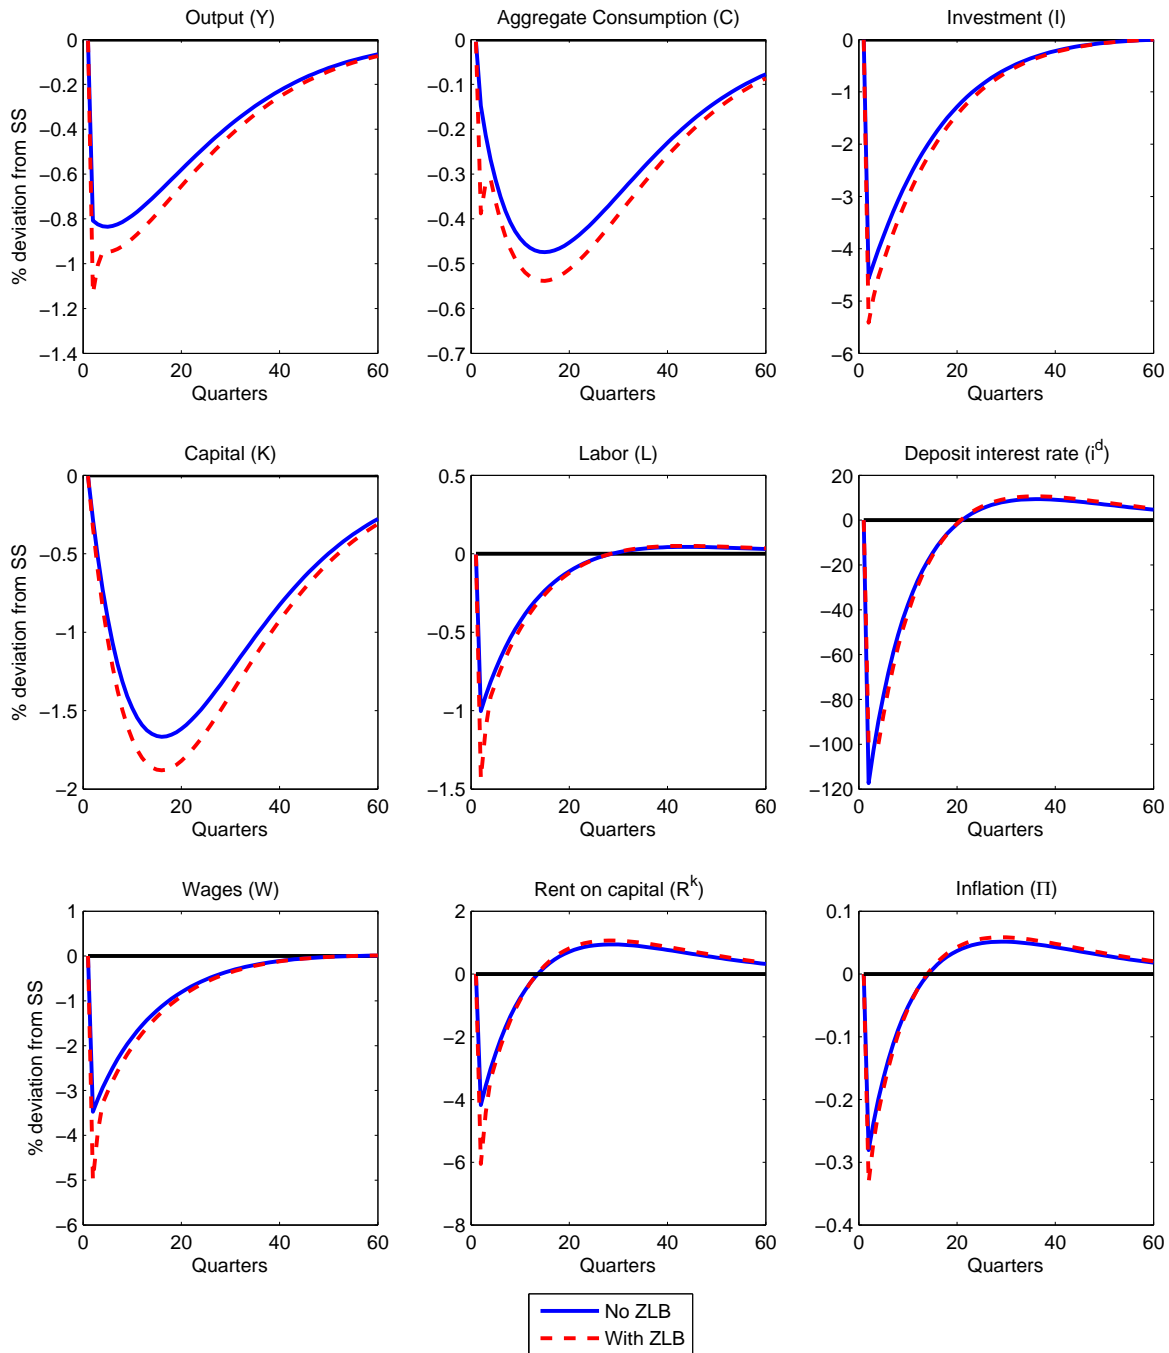 Output (Y)
Aggregate Consumption (C)
Investment (I)
% deviation from SS
0
−0.2
−0.4
−0.6
−0.8
−1
−1.2
−1.4
0 20 40 60
Quarters
0
−0.1
−0.2
−0.3
−0.4
−0.5
−0.6
−0.7
0 20 40 60
Quarters
0
−1
−2
−3
−4
−5
−6
0 20 40 60
Quarters
Capital (K)
Labor (L)
Deposit interest rate (i^d)
% deviation from SS
0
−0.5
−1
−1.5
−2
0 20 40 60
Quarters
0.5
0
−0.5
−1
−1.5
0 20 40 60
Quarters
20
0
−20
−40
−60
−80
−100
−120
0 20 40 60
Quarters
Wages (W)
Rent on capital (R^k)
Inflation (Π)
% deviation from SS
1
0
−1
−2
−3
−4
−5
−6
0 20 40 60
Quarters
2
0
−2
−4
−6
−8
0 20 40 60
Quarters
0.1
0
−0.1
−0.2
−0.3
−0.4
0 20 40 60
Quarters
No ZLB
With ZLB